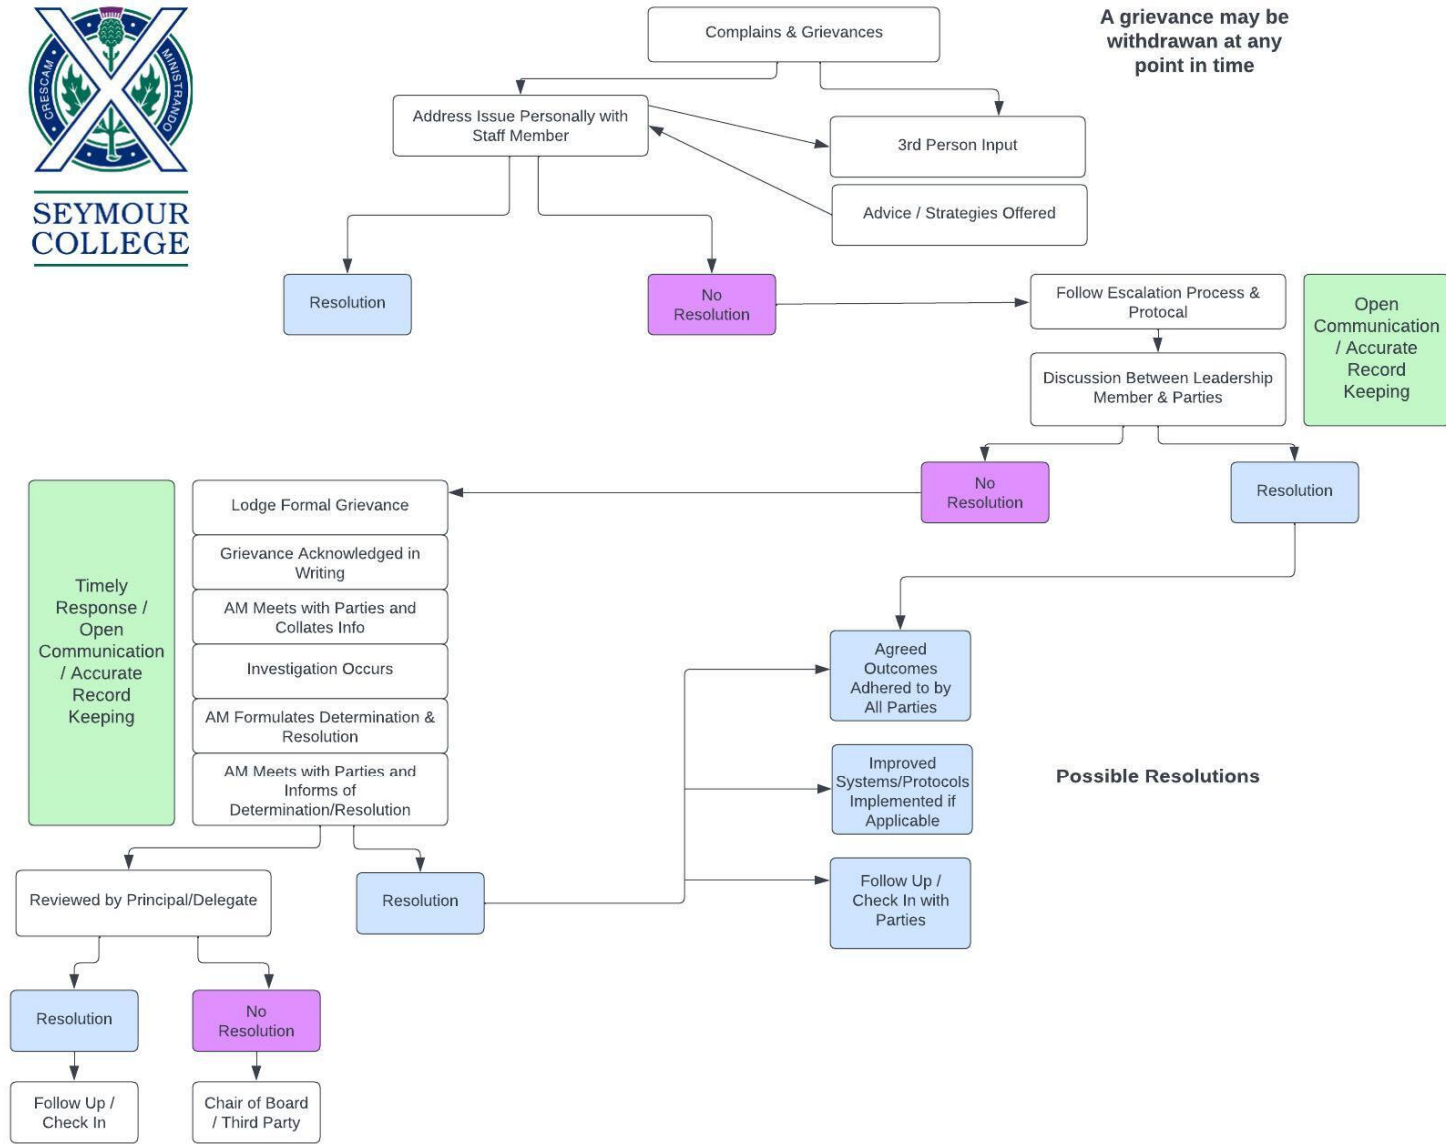 CRESCAM MINISTRANDO
SEYMOUR
COLLEGE
Complains & Grievances
A grievance may be
withdrawan at any
point in time
Address Issue Personally with
Staff Member
3rd Person Input
Advice / Strategies Offered
Resolution
No
Resolution
Follow Escalation Process &
Protocal
Open
Communication
/ Accurate
Record
Keeping
Discussion Between Leadership
Member & Parties
No
Resolution
Resolution
Timely
Response /
Open
Communication
/ Accurate
Record
Keeping
Lodge Formal Grievance
Grievance Acknowledged in
Writing
AM Meets with Parties and
Collates Info
Investigation Occurs
AM Formulates Determination &
Resolution
AM Meets with Parties and
Informs of
Determination/Resolution
Agreed
Outcomes
Adhered to by
All Parties
Improved
Systems/Protocols
Implemented if
Applicable
Possible Resolutions
Follow Up /
Check In with
Parties
Reviewed by Principal/Delegate
Resolution
Resolution
No
Resolution
Follow Up /
Check In
Chair of Board
/ Third Party